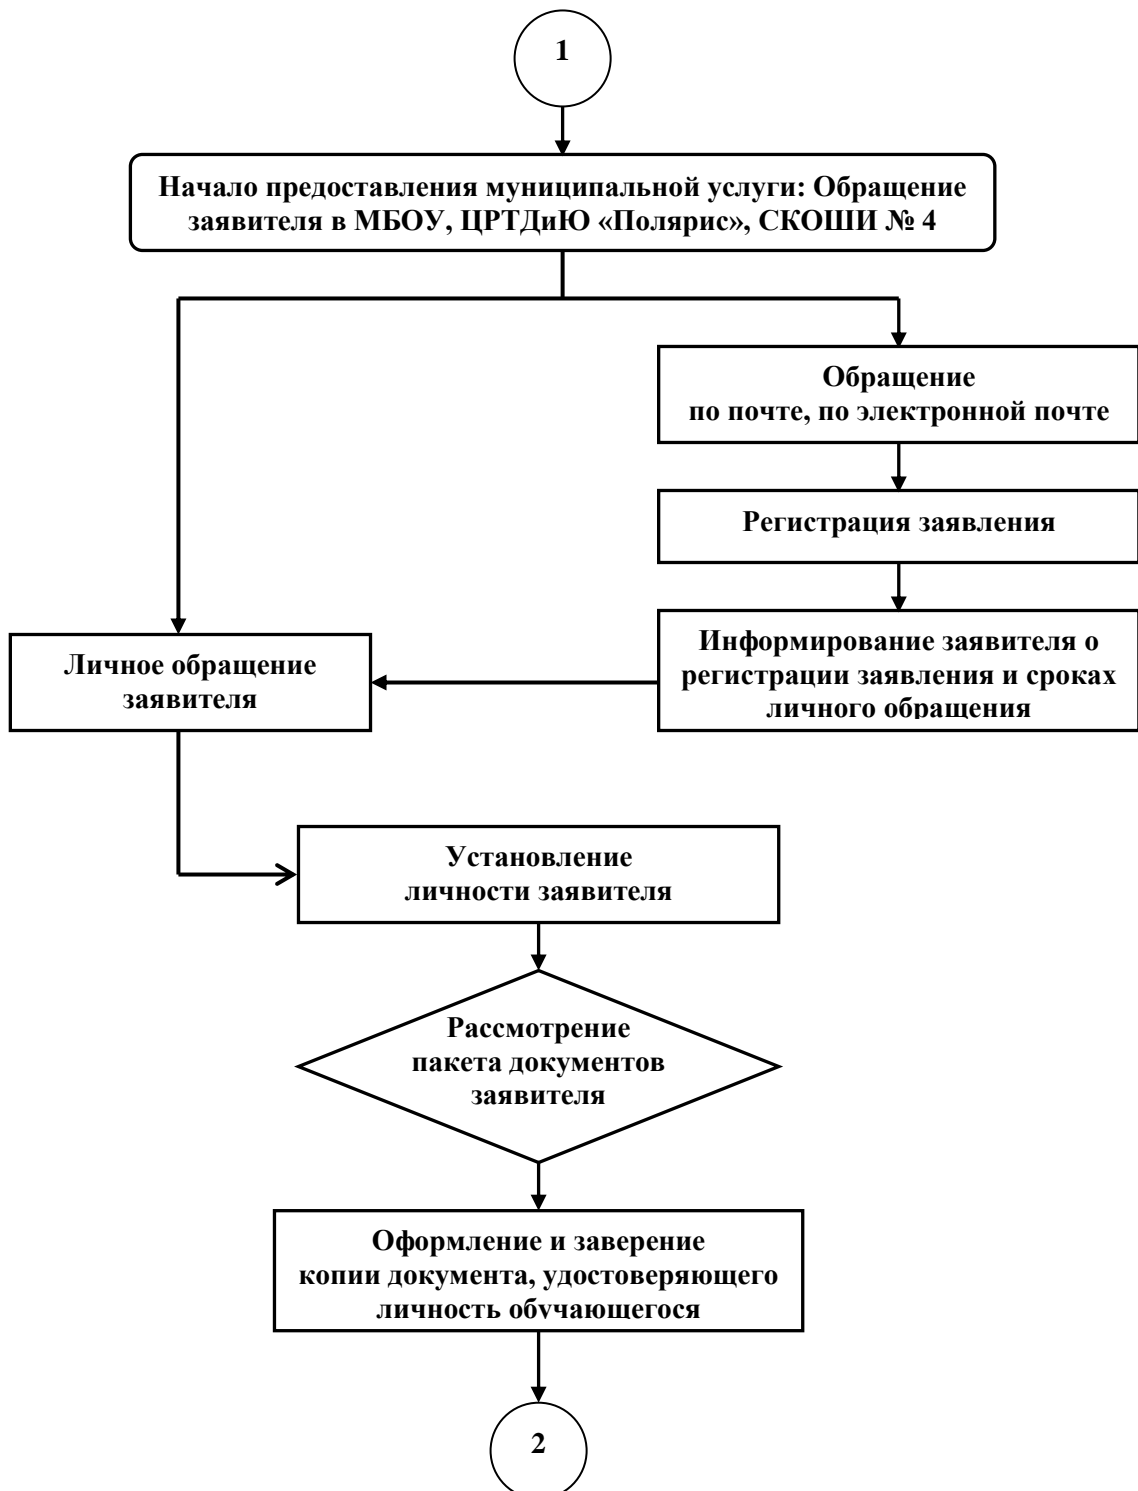 1
Начало предоставления муниципальной услуги: Обращение
заявителя в МБОУ, ЦРТДиЮ «Полярис», СКОШИ № 4
Обращение
по почте, по электронной почте
Регистрация заявления
Информирование заявителя о
регистрации заявления и сроках
личного обращения
Личное обращение
заявителя
Установление
личности заявителя
Рассмотрение
пакета документов
заявителя
Оформление и заверение
копии документа, удостоверяющего
личность обучающегося
2